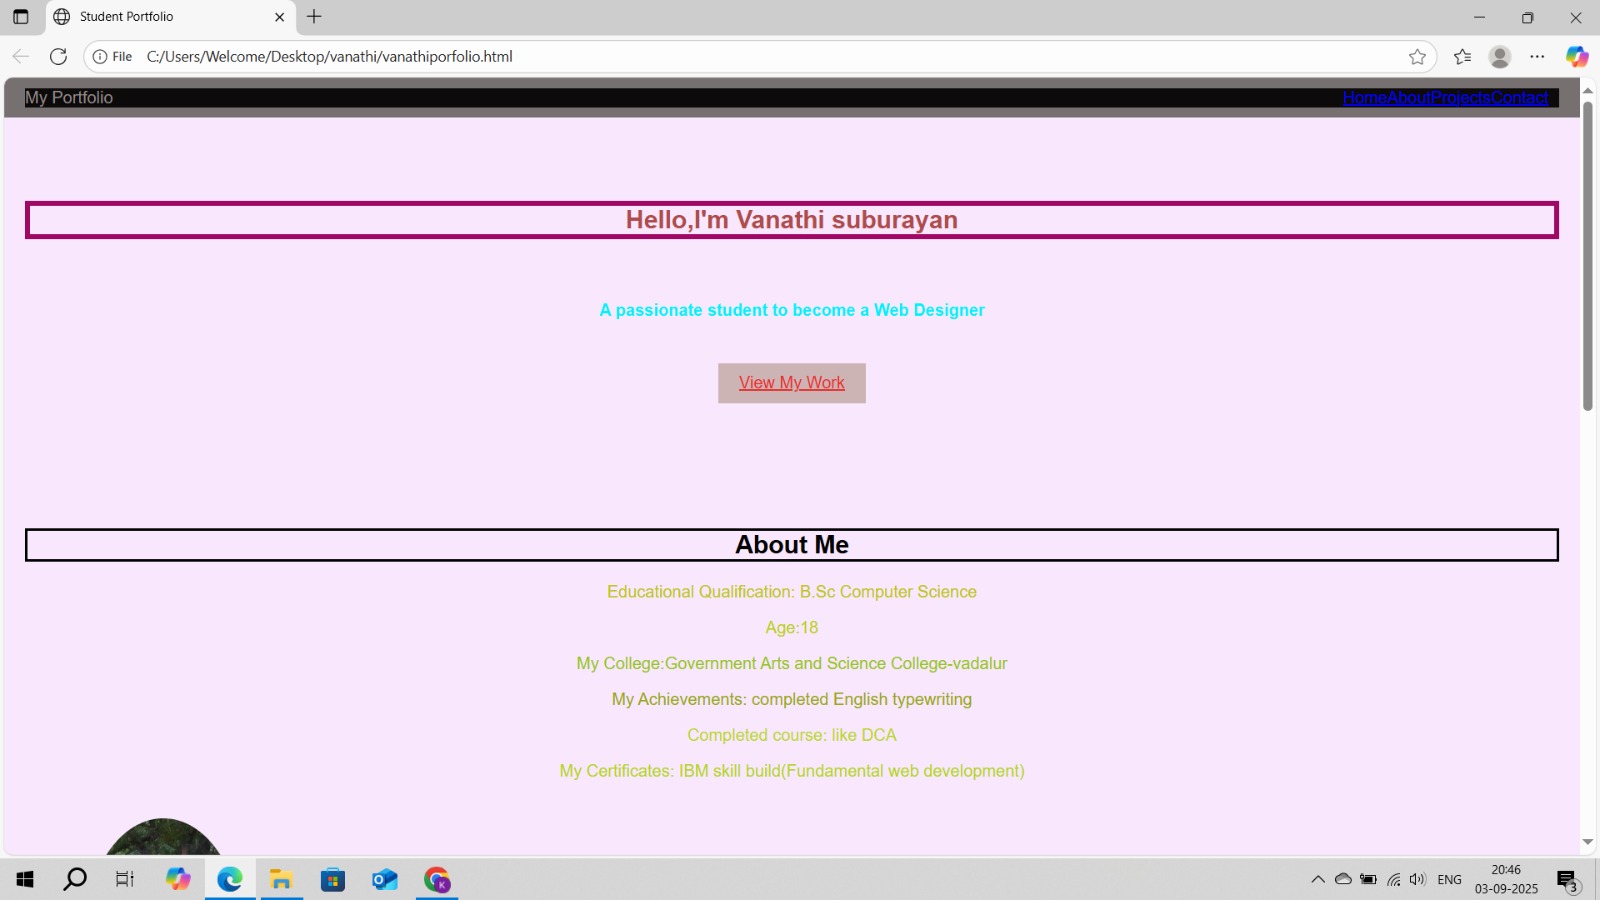 Student Portfolio
File C:/Users/Welcome/Desktop/vanathi/vanathiporfolio.html
My Portfolio HomeAboutProjectsContact
Hello,I'm Vanathi suburayan
A passionate student to become a Web Designer
View My Work
About Me
Educational Qualification: B.Sc Computer Science
Age:18
My College:Government Arts and Science College-vadalur
My Achievements: completed English typewriting
Completed course: like DCA
My Certificates: IBM skill build(Fundamental web development)
K
ENG
20:46
03-09-2025
3